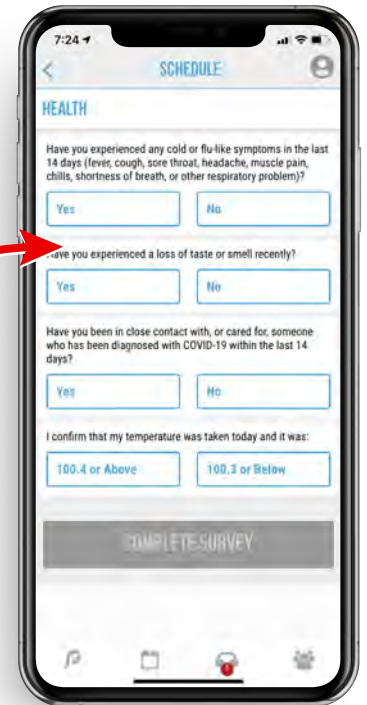 7:24
SCHEDULE
HEALTH
Have you experienced any cold or flu-like symptoms in the last
14 days (fever, cough, sore throat, headache, muscle pain,
chills, shortness of breath, or other respiratory problem)?
Yes No
Have you experienced a loss of taste or smell recently?
Yes No
Have you been in close contact with, or cared for, someone
who has been diagnosed with COVID-19 within the last 14
days?
Yes No
I confirm that my temperature was taken today and it was:
100.4 or Above 100.3 or Below
COMPLETE SURVEY